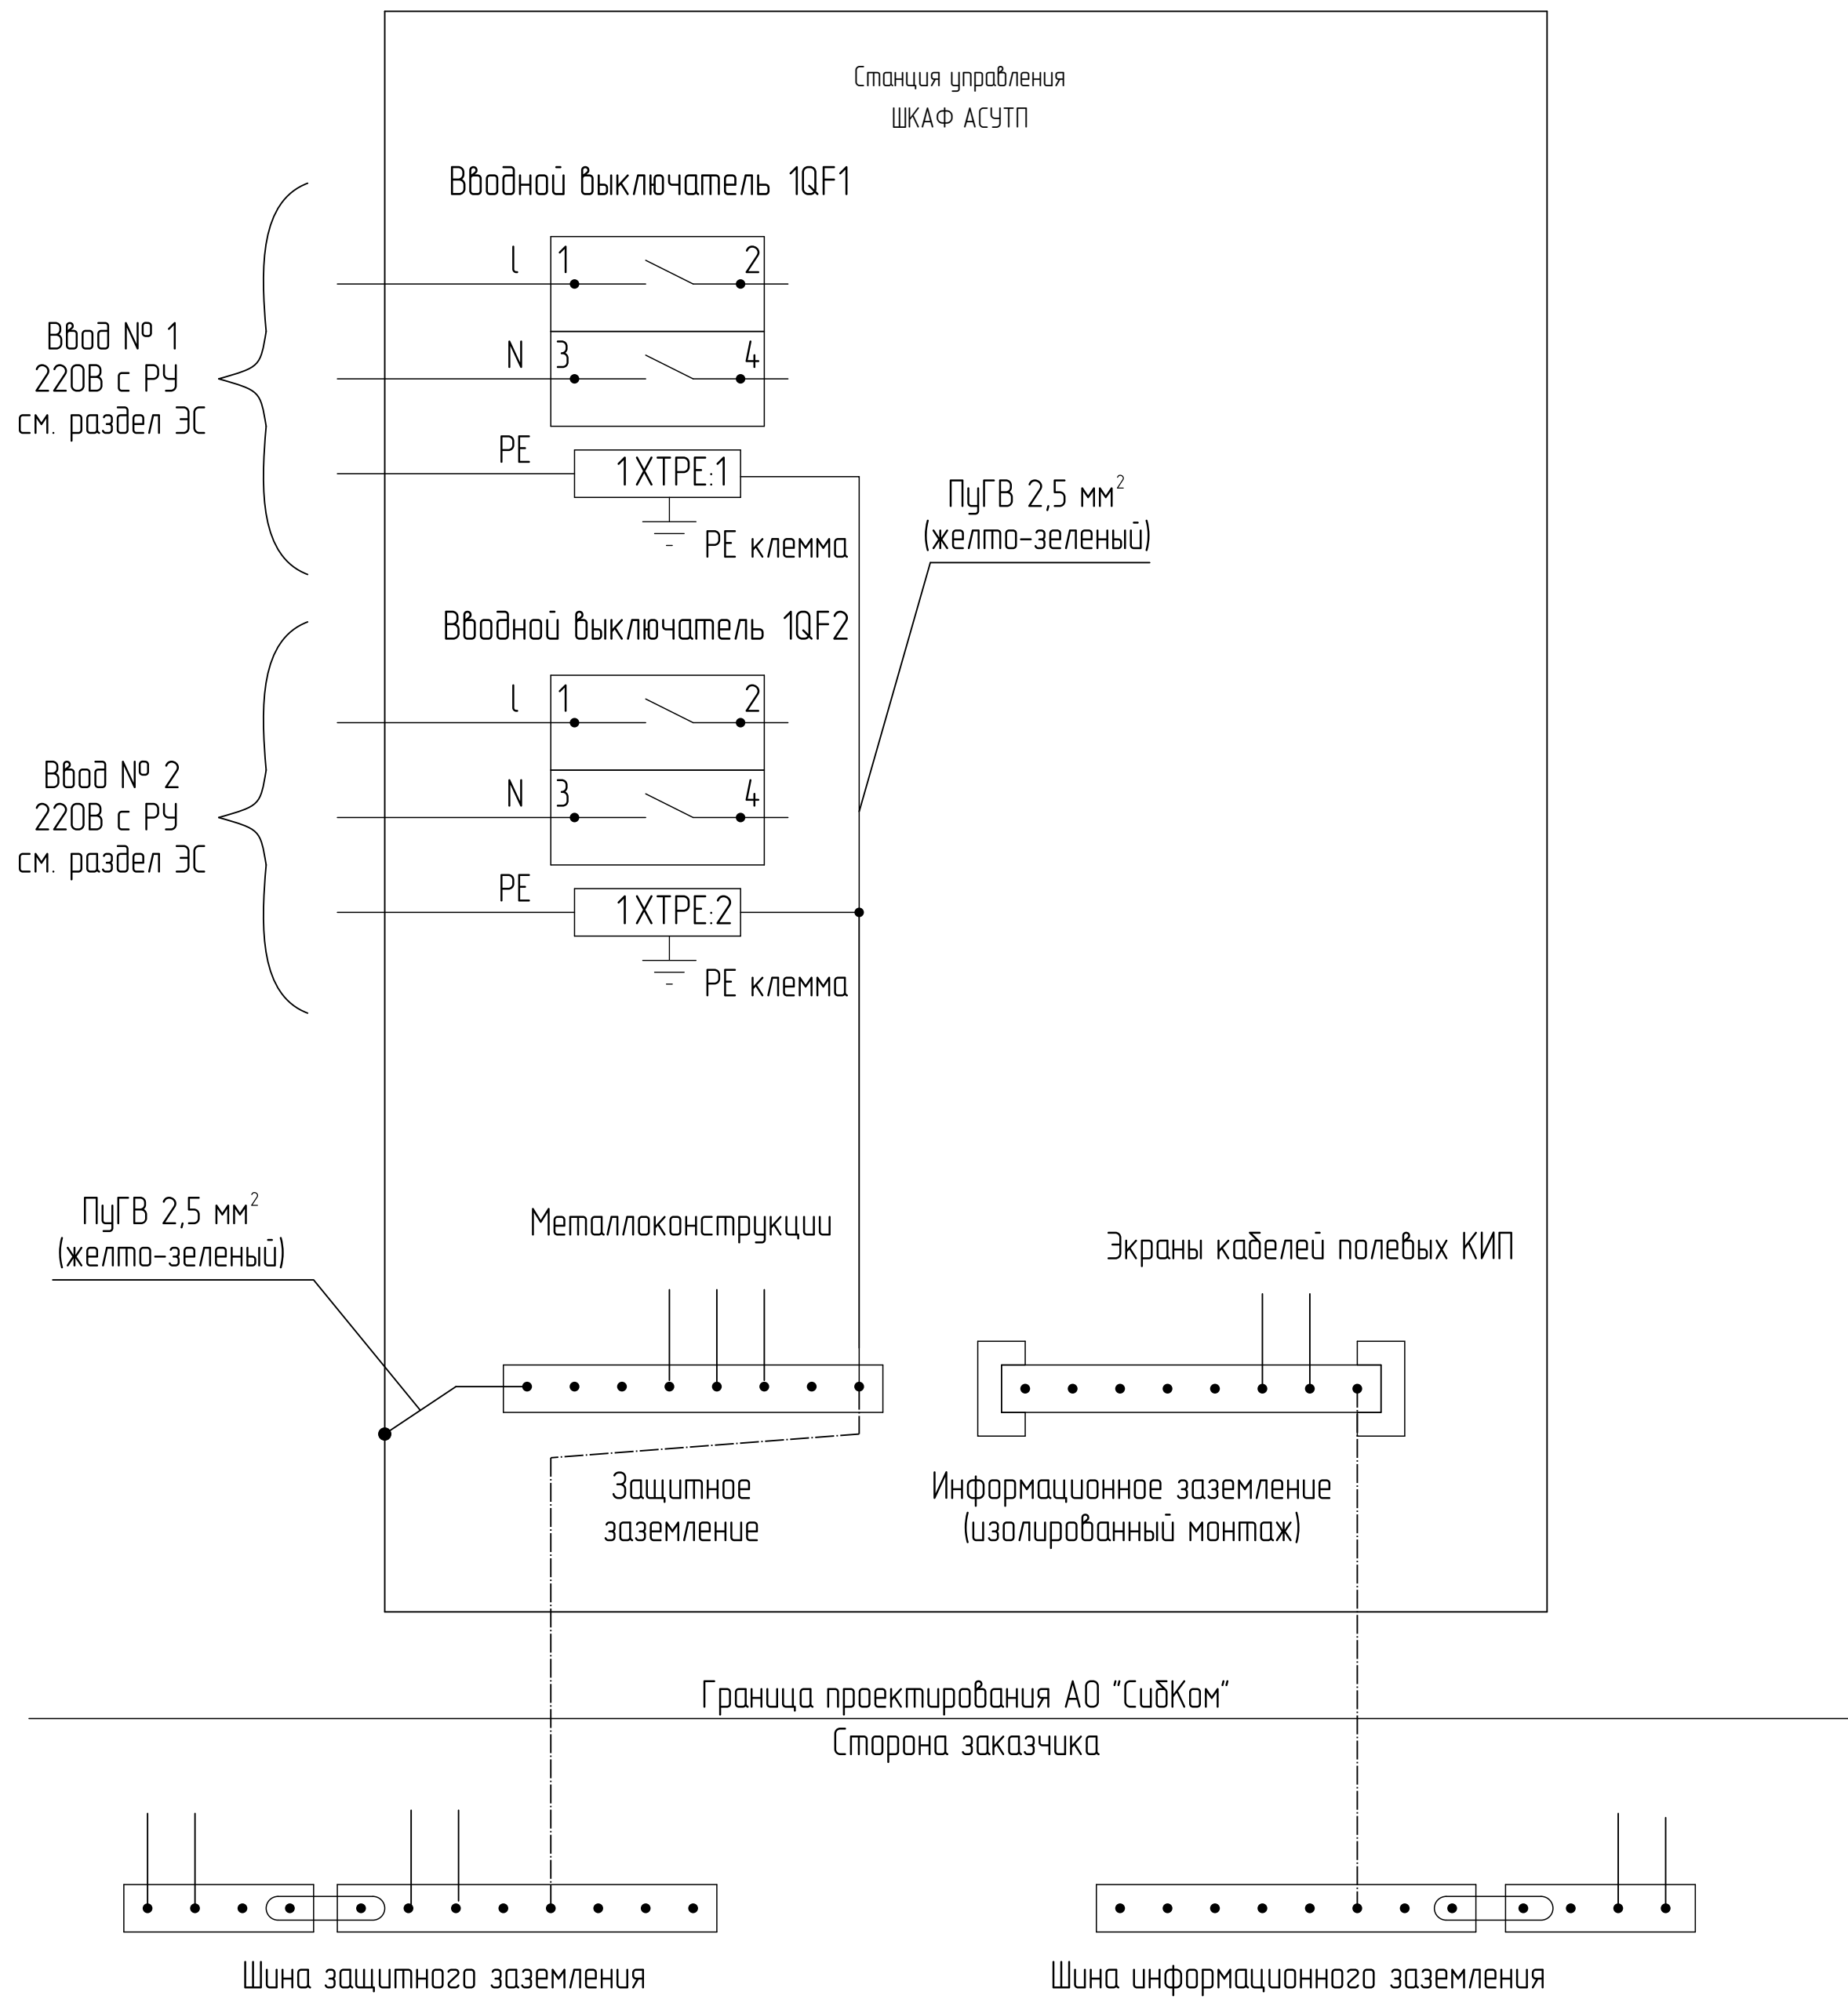 Станция управления
ШКАФ АСУТП
Вводной выключатель 1QF1
l
1
2
Ввод № 1
220В с РУ
см. раздел ЭС
N
3
4
PE
1XTPE:1
PE клемма
ПуГВ 2,5 мм²
(желто-зеленый)
Вводной выключатель 1QF2
l
1
2
Ввод № 2
220В с РУ
см. раздел ЭС
N
3
4
PE
1XTPE:2
PE клемма
ПуГВ 2,5 мм²
(желто-зеленый)
Металлоконструкции
Экраны кабелей полевых КИП
Защитное
заземление
Информационное заземление
(изолированный монтаж)
Граница проектирования АО "СибКом"
Сторона заказчика
Шина защитного заземления
Шина информационного заземления